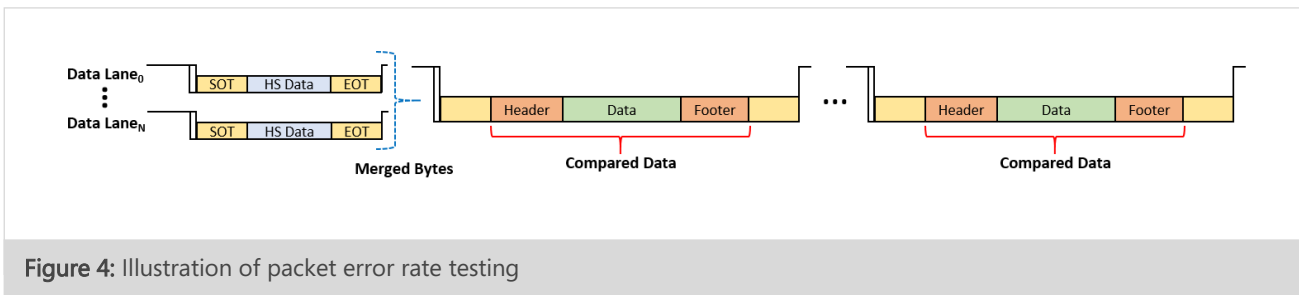 Data Lane0
SOT HS Data EOT
Data LaneN
SOT HS Data EOT
Merged Bytes
Header Data Footer
Compared Data
...
Header Data Footer
Compared Data
Figure 4: Illustration of packet error rate testing